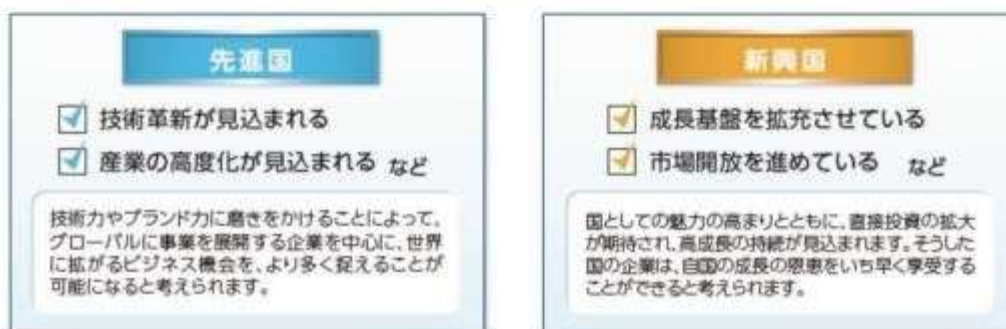 先進国
技術革新が見込まれる
産業の高度化が見込まれる など
技術力やブランド力に磨きをかけることによって、
グローバルに事業を展開する企業を中心に、世界
に拡がるビジネス機会を、より多く捉えることが
可能になると考えられます。
新興国
成長基盤を拡充させている
市場開放を進めている など
国としての魅力の高まりとともに、直接投資の拡大
が期待され、高成長の持続が見込まれます。そうした
国の企業は、自国の成長の恩恵をいち早く享受する
ことができると考えられます。